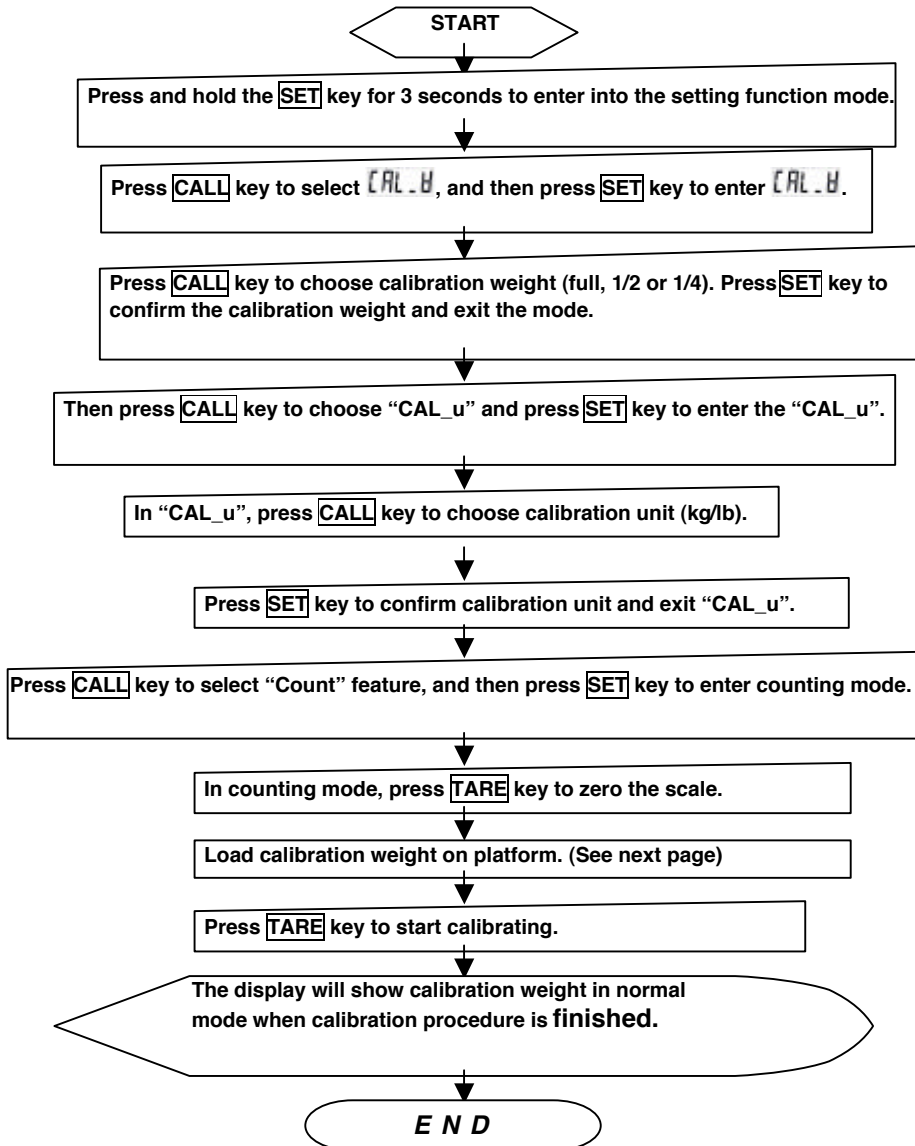 START
Press and hold the SET key for 3 seconds to enter into the setting function mode.
Press CALL key to select CAL_W, and then press SET key to enter CAL_W.
Press CALL key to choose calibration weight (full, 1/2 or 1/4). Press SET key to
confirm the calibration weight and exit the mode.
Then press CALL key to choose “CAL_u” and press SET key to enter the “CAL_u”.
In “CAL_u”, press CALL key to choose calibration unit (kg/lb).
Press SET key to confirm calibration unit and exit “CAL_u”.
Press CALL key to select “Count” feature, and then press SET key to enter counting mode.
In counting mode, press TARE key to zero the scale.
Load calibration weight on platform. (See next page)
Press TARE key to start calibrating.
The display will show calibration weight in normal
mode when calibration procedure is finished.
E N D